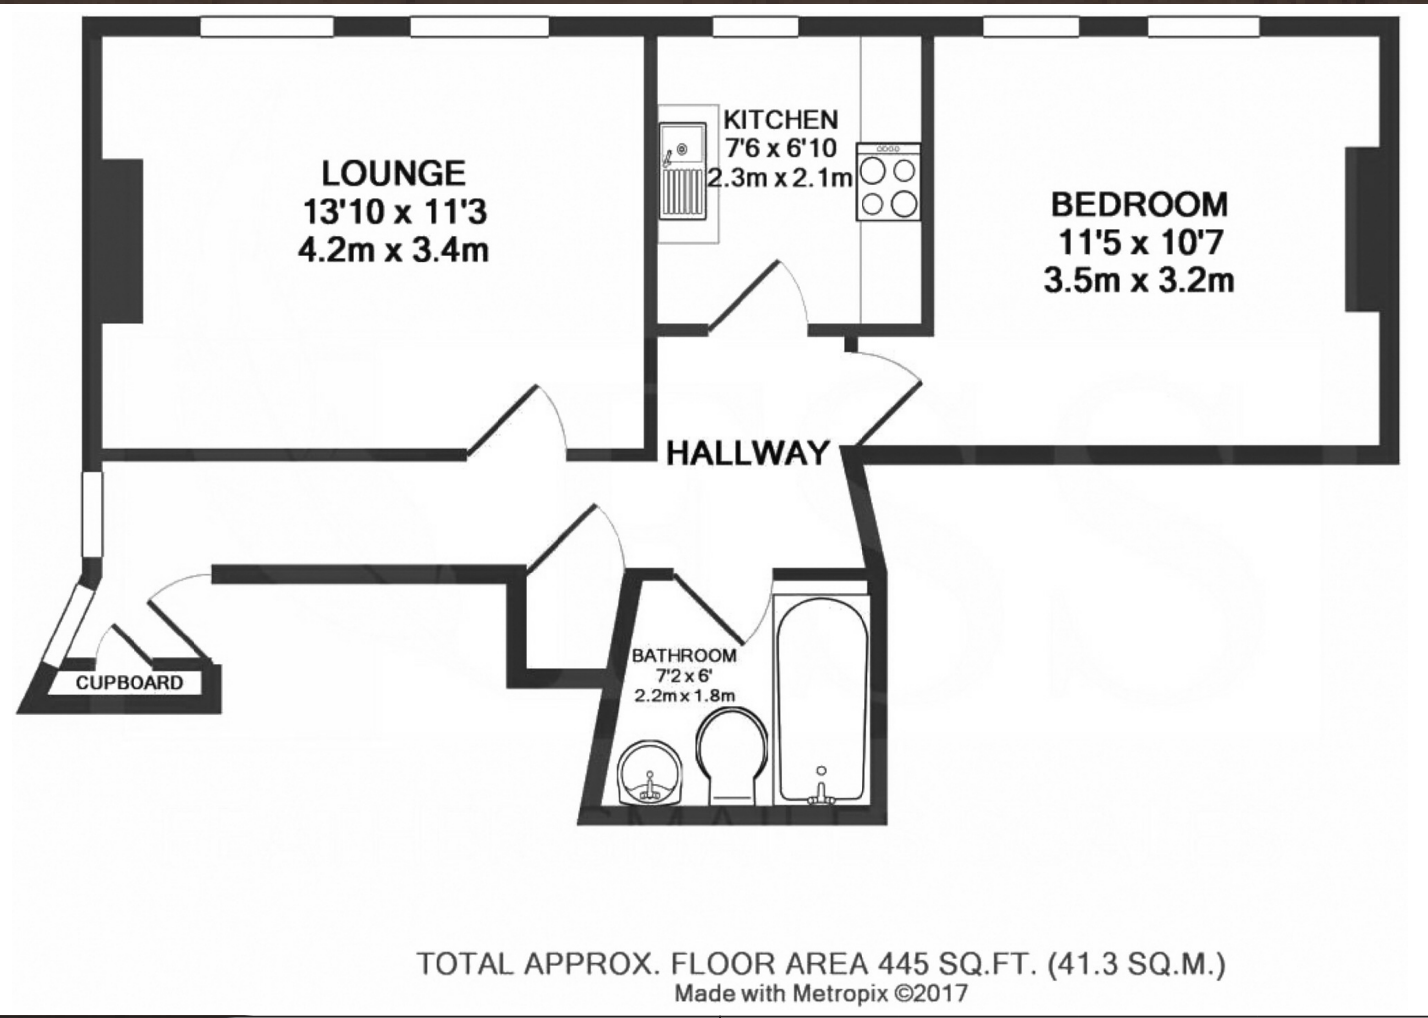 LOUNGE
13'10 x 11'3
4.2m x 3.4m
KITCHEN
7'6 x 6'10
2.3m x 2.1m
BEDROOM
11'5 x 10'7
3.5m x 3.2m
HALLWAY
CUPBOARD
BATHROOM
7'2 x 6'
2.2m x 1.8m
TOTAL APPROX. FLOOR AREA 445 SQ.FT. (41.3 SQ.M.)
Made with Metropix ©2017